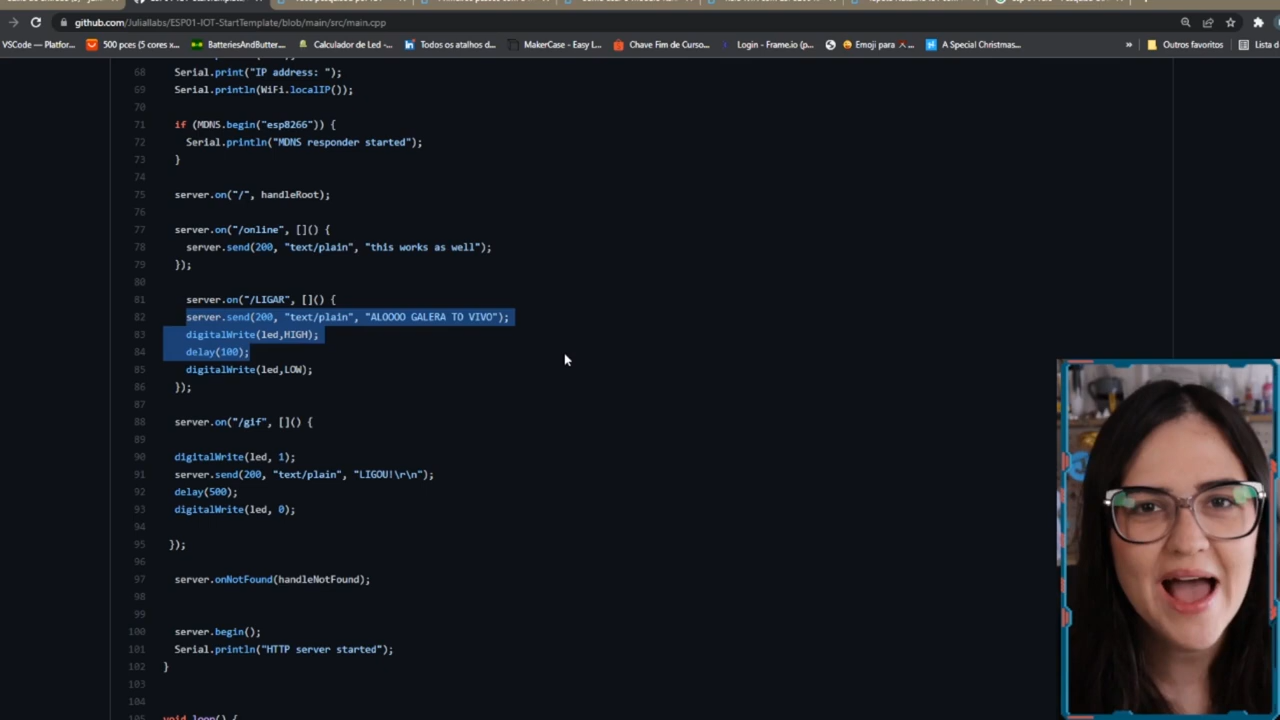 github.com/juliallabs/ESP01-IOT-StartTemplate/blob/main/src/main.cpp
VSCode — Platfor... 500 pces (5 cores x... BatteriesAndButter... Calculador de Led -... Todos os atalhos d... MakerCase - Easy L... Chave Fim de Curso... Login - Frame.io (p... Emoji para A Special Christmas... » Outros favoritos Lista d
68 Serial.print("IP address: ");
69 Serial.println(WiFi.localIP());
70
71 if (MDNS.begin("esp8266")) {
72 Serial.println("MDNS responder started");
73 }
74
75 server.on("/", handleRoot);
76
77 server.on("/online", []() {
78 server.send(200, "text/plain", "this works as well");
79 });
80
81 server.on("/LIGAR", []() {
82 server.send(200, "text/plain", "ALOOOO GALERA TO VIVO");
83 digitalWrite(led,HIGH);
84 delay(100);
85 digitalWrite(led,LOW);
86 });
87
88 server.on("/gif", []() {
89
90 digitalWrite(led, 1);
91 server.send(200, "text/plain", "LIGOU!\r\n");
92 delay(500);
93 digitalWrite(led, 0);
94
95 });
96
97 server.onNotFound(handleNotFound);
98
99
100 server.begin();
101 Serial.println("HTTP server started");
102 }
103
104
105 void loop() {